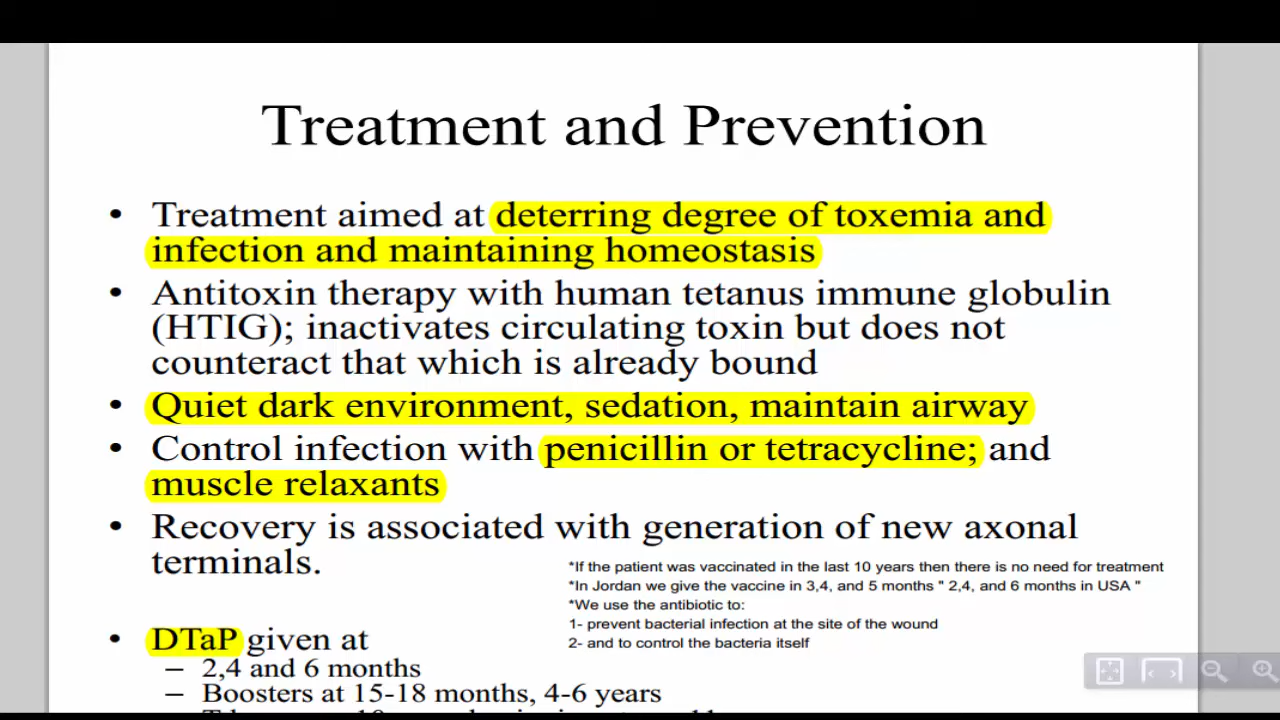 Treatment and Prevention
• Treatment aimed at deterring degree of toxemia and
infection and maintaining homeostasis
• Antitoxin therapy with human tetanus immune globulin
(HTIG); inactivates circulating toxin but does not
counteract that which is already bound
• Quiet dark environment, sedation, maintain airway
• Control infection with penicillin or tetracycline; and
muscle relaxants
• Recovery is associated with generation of new axonal
terminals.
*If the patient was vaccinated in the last 10 years then there is no need for treatment
*In Jordan we give the vaccine in 3,4, and 5 months " 2,4, and 6 months in USA "
*We use the antibiotic to:
1- prevent bacterial infection at the site of the wound
2- and to control the bacteria itself
• DTaP given at
– 2,4 and 6 months
– Boosters at 15-18 months, 4-6 years